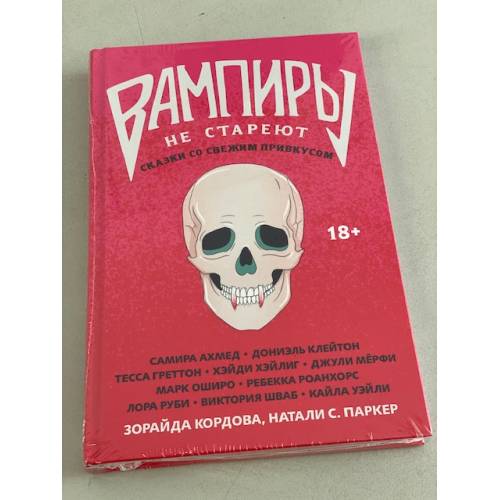 ВАМПИРЫ
НЕ СТАРЕЮТ
СКАЗКИ СО СВЕЖИМ ПРИВКУСОМ
18+
САМИРА АХМЕД • ДОНИЭЛЬ КЛЕЙТОН
ТЕССА ГРЕТТОН • ХЭЙДИ ХЭЙЛИГ • ДЖУЛИ МЁРФИ
МАРК ОШИРО • РЕБЕККА РОАНХОРС
ЛОРА РУБИ • ВИКТОРИЯ ШВАБ • КАЙЛА УЭЙЛИ
ЗОРАЙДА КОРДОВА, НАТАЛИ С. ПАРКЕР